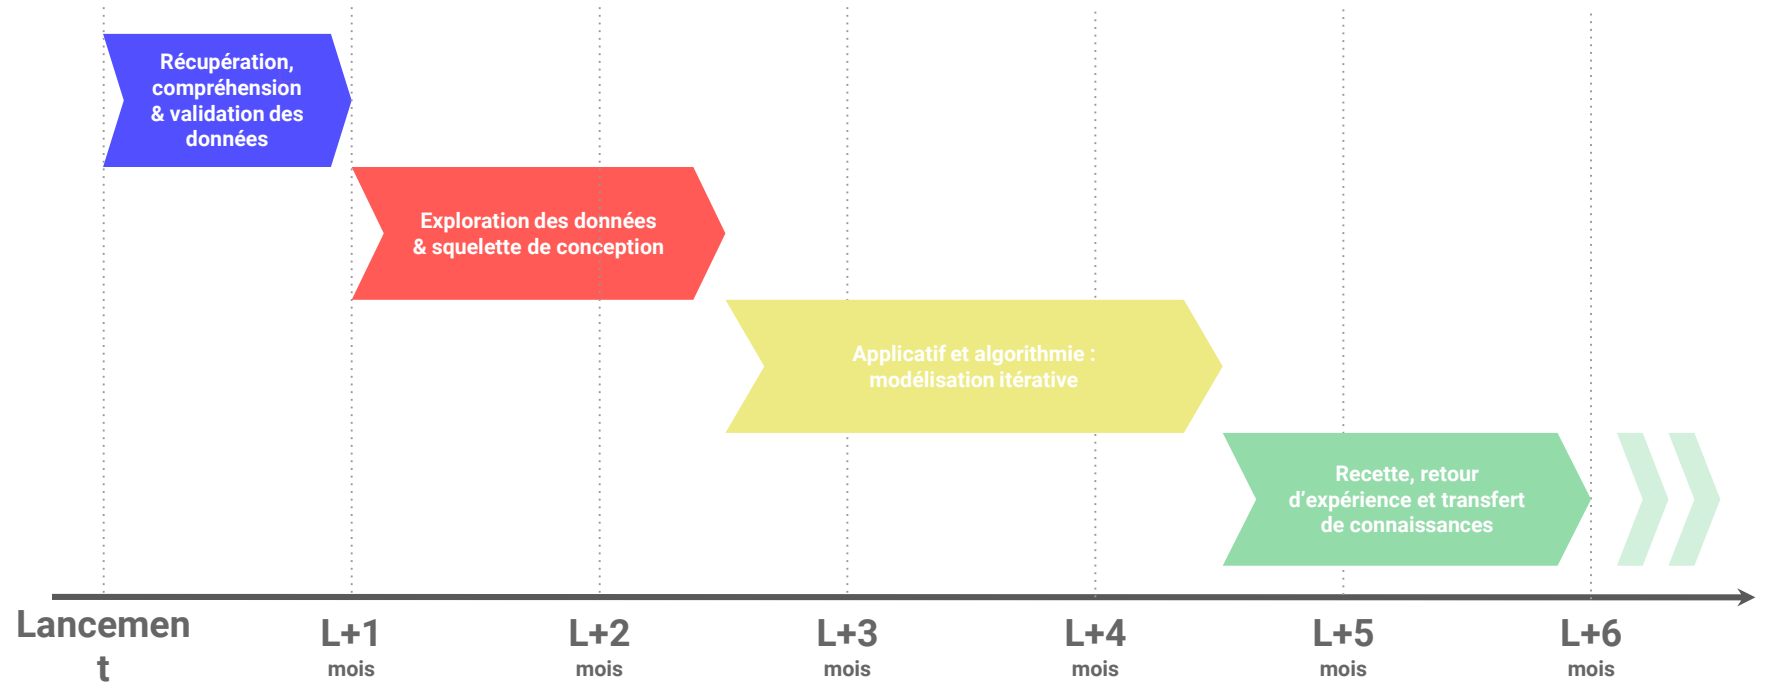 Récupération,
compréhension
& validation des
données
Exploration des données
& squelette de conception
Applicatif et algorithmie :
modélisation itérative
Recette, retour
d’expérience et transfert
de connaissances
Lancemen
t
L+1
mois
L+2
mois
L+3
mois
L+4
mois
L+5
mois
L+6
mois